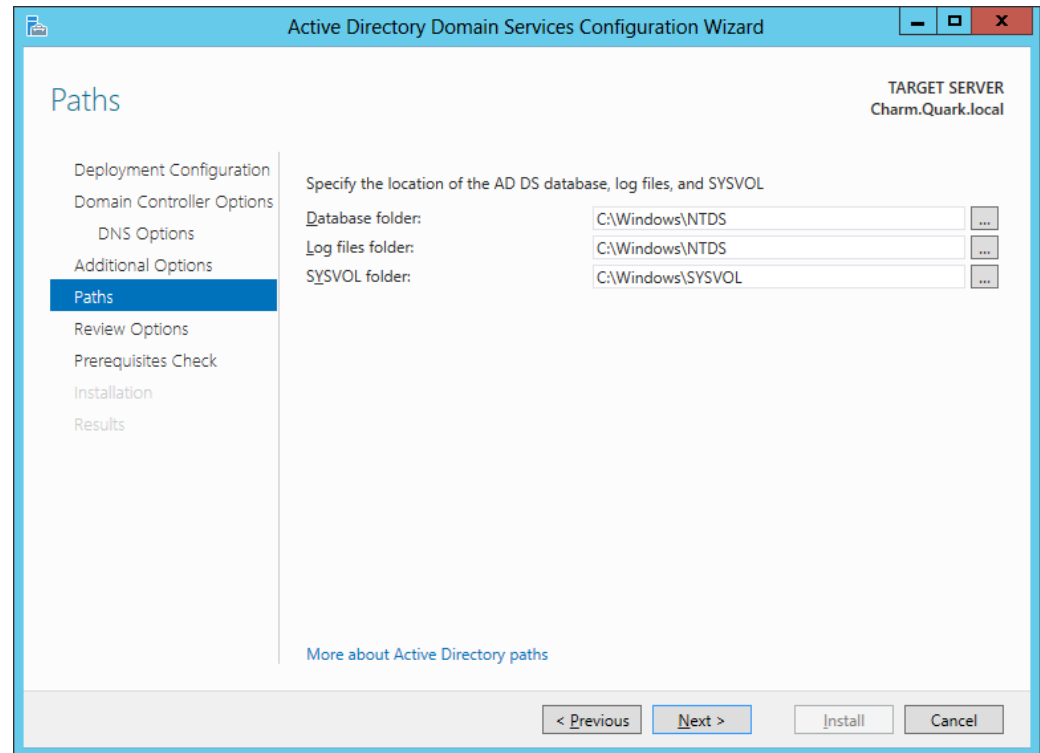 Active Directory Domain Services Configuration Wizard
Paths
TARGET SERVER
Charm.Quark.local
Deployment Configuration
Domain Controller Options
DNS Options
Additional Options
Paths
Review Options
Prerequisites Check
Installation
Results
Specify the location of the AD DS database, log files, and SYSVOL
Database folder: C:\Windows\NTDS ...
Log files folder: C:\Windows\NTDS ...
SYSVOL folder: C:\Windows\SYSVOL ...
More about Active Directory paths
< Previous Next > Install Cancel